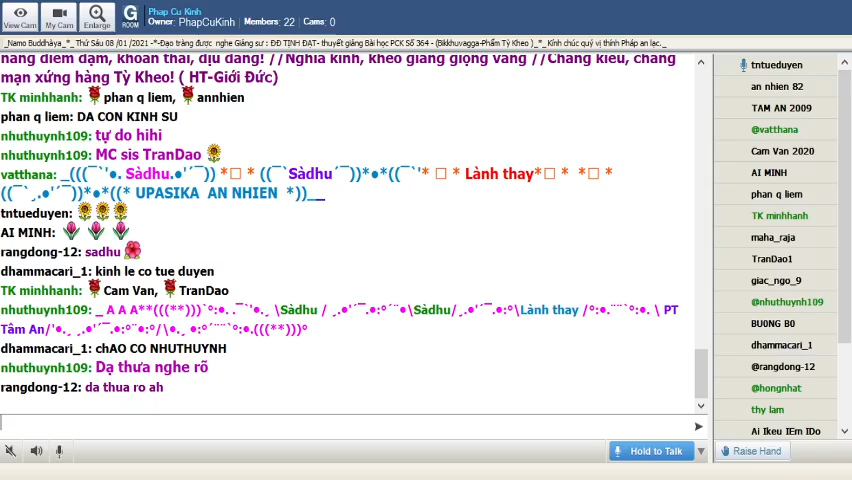 View Cam
My Cam
Enlarge
G
ROOM
Phap Cu Kinh
Owner: PhapCuKinh Members: 22 Cams: 0
_Namo Buddhàya_*_ Thứ Sáu 08 /01 /2021 -*-Đạo tràng được nghe Giảng sư : ĐĐ TỊNH ĐẠT- thuyết giảng Bài học PCK Số 364 - (Bikkhuvagga-Phẩm Tỳ Kheo )_*_ Kính chúc quý vị thính Pháp an lạc._
năng điềm đạm, khoan thai, dịu dàng! //Nghĩa kinh, khéo giảng giọng vàng //Chẳng kiêu, chẳng
mạn xứng hàng Tỳ Kheo! ( HT-Giới Đức)
TK minhhanh: phan q liem, annhien
phan q liem: DA CON KINH SU
nhuthuynh109: tự do hihi
nhuthuynh109: MC sis TranDao
vatthana: Sàdhu Sàdhu Lành thay
UPASIKA AN NHIEN
tntueduyen:
AI MINH:
rangdong-12: sadhu
dhammacari_1: kinh le co tue duyen
TK minhhanh: Cam Van, TranDao
nhuthuynh109: _ A A A Sàdhu Sàdhu Lành thay PT
Tâm An
dhammacari_1: chAO CO NHUTHUYNH
nhuthuynh109: Dạ thưa nghe rõ
rangdong-12: da thua ro ah
Hold to Talk
Raise Hand
tntueduyen
an nhien 82
TAM AN 2009
@vatthana
Cam Van 2020
AI MINH
phan q liem
TK minhhanh
maha_raja
TranDao1
giac_ngo_9
@nhuthuynh109
BU0NG B0
dhammacari_1
@rangdong-12
@hongnhat
thy lam
Ai Ikeu IEm IDo